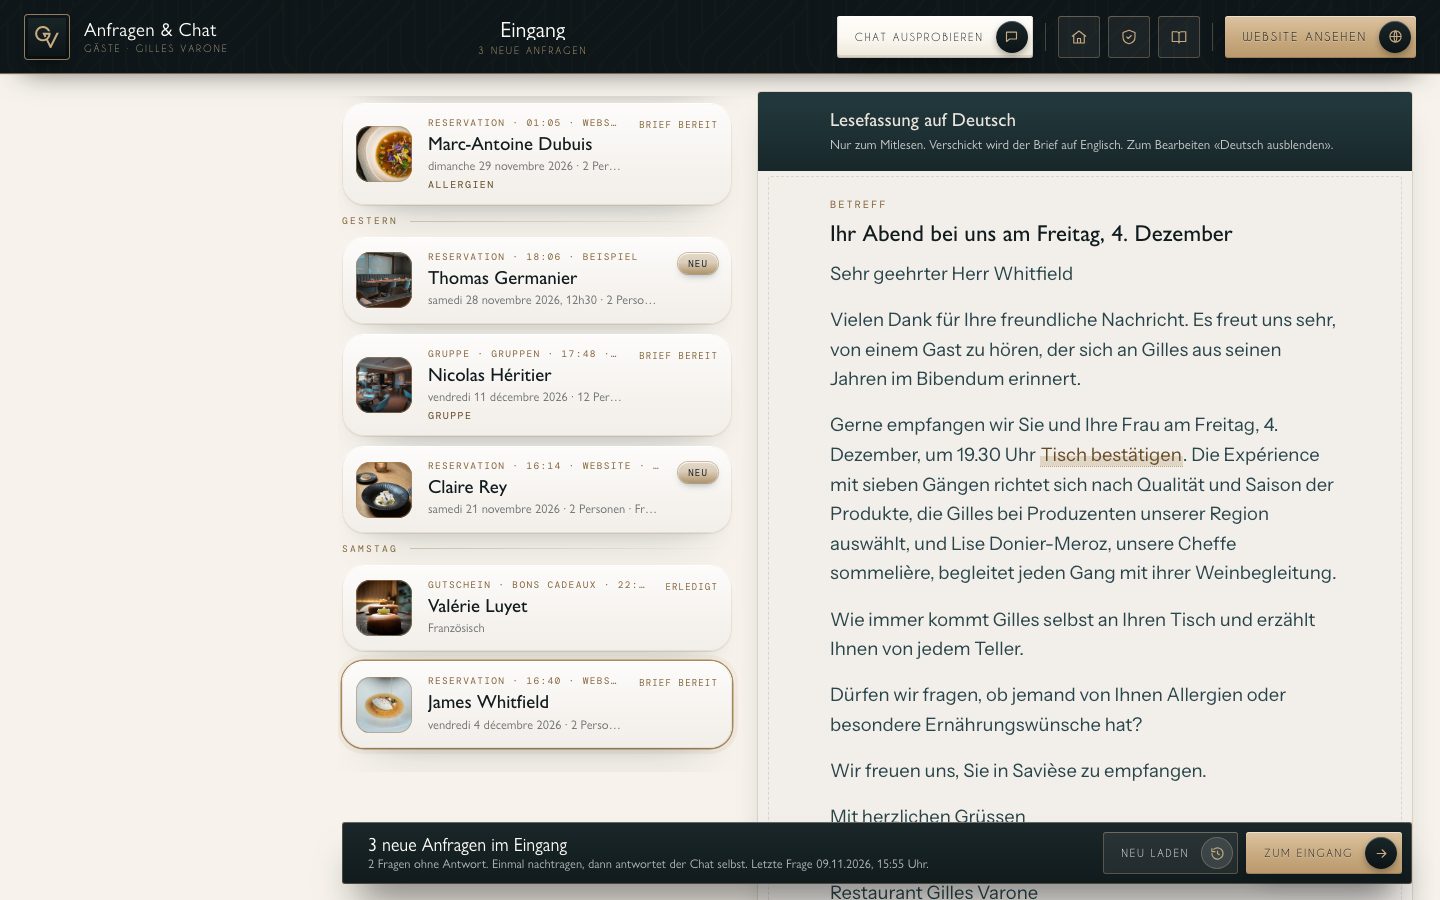 GV
Anfragen & Chat
GÄSTE · GILLES VARONE
Eingang
3 NEUE ANFRAGEN
CHAT AUSPROBIEREN
WEBSITE ANSEHEN
RESERVATION · 01:05 · WEBS…
BRIEF BEREIT
Marc-Antoine Dubuis
dimanche 29 novembre 2026 · 2 Per…
ALLERGIEN
GESTERN
RESERVATION · 18:06 · BEISPIEL
NEU
Thomas Germanier
samedi 28 novembre 2026, 12h30 · 2 Perso…
GRUPPE · GRUPPEN · 17:48 ·…
BRIEF BEREIT
Nicolas Héritier
vendredi 11 décembre 2026 · 12 Per…
GRUPPE
RESERVATION · 16:14 · WEBSITE · …
NEU
Claire Rey
samedi 21 novembre 2026 · 2 Personen · Fr…
SAMSTAG
GUTSCHEIN · BONS CADEAUX · 22:…
ERLEDIGT
Valérie Luyet
Französisch
RESERVATION · 16:40 · WEBS…
BRIEF BEREIT
James Whitfield
vendredi 4 décembre 2026 · 2 Perso…
Lesefassung auf Deutsch
Nur zum Mitlesen. Verschickt wird der Brief auf Englisch. Zum Bearbeiten «Deutsch ausblenden».
BETREFF
Ihr Abend bei uns am Freitag, 4. Dezember
Sehr geehrter Herr Whitfield
Vielen Dank für Ihre freundliche Nachricht. Es freut uns sehr,
von einem Gast zu hören, der sich an Gilles aus seinen
Jahren im Bibendum erinnert.
Gerne empfangen wir Sie und Ihre Frau am Freitag, 4.
Dezember, um 19.30 Uhr Tisch bestätigen. Die Expérience
mit sieben Gängen richtet sich nach Qualität und Saison der
Produkte, die Gilles bei Produzenten unserer Region
auswählt, und Lise Donier-Meroz, unsere Cheffe
sommelière, begleitet jeden Gang mit ihrer Weinbegleitung.
Wie immer kommt Gilles selbst an Ihren Tisch und erzählt
Ihnen von jedem Teller.
Dürfen wir fragen, ob jemand von Ihnen Allergien oder
besondere Ernährungswünsche hat?
Wir freuen uns, Sie in Savièse zu empfangen.
Mit herzlichen Grüssen
Restaurant Gilles Varone
3 neue Anfragen im Eingang
2 Fragen ohne Antwort. Einmal nachtragen, dann antwortet der Chat selbst. Letzte Frage 09.11.2026, 15:55 Uhr.
NEU LADEN
ZUM EINGANG